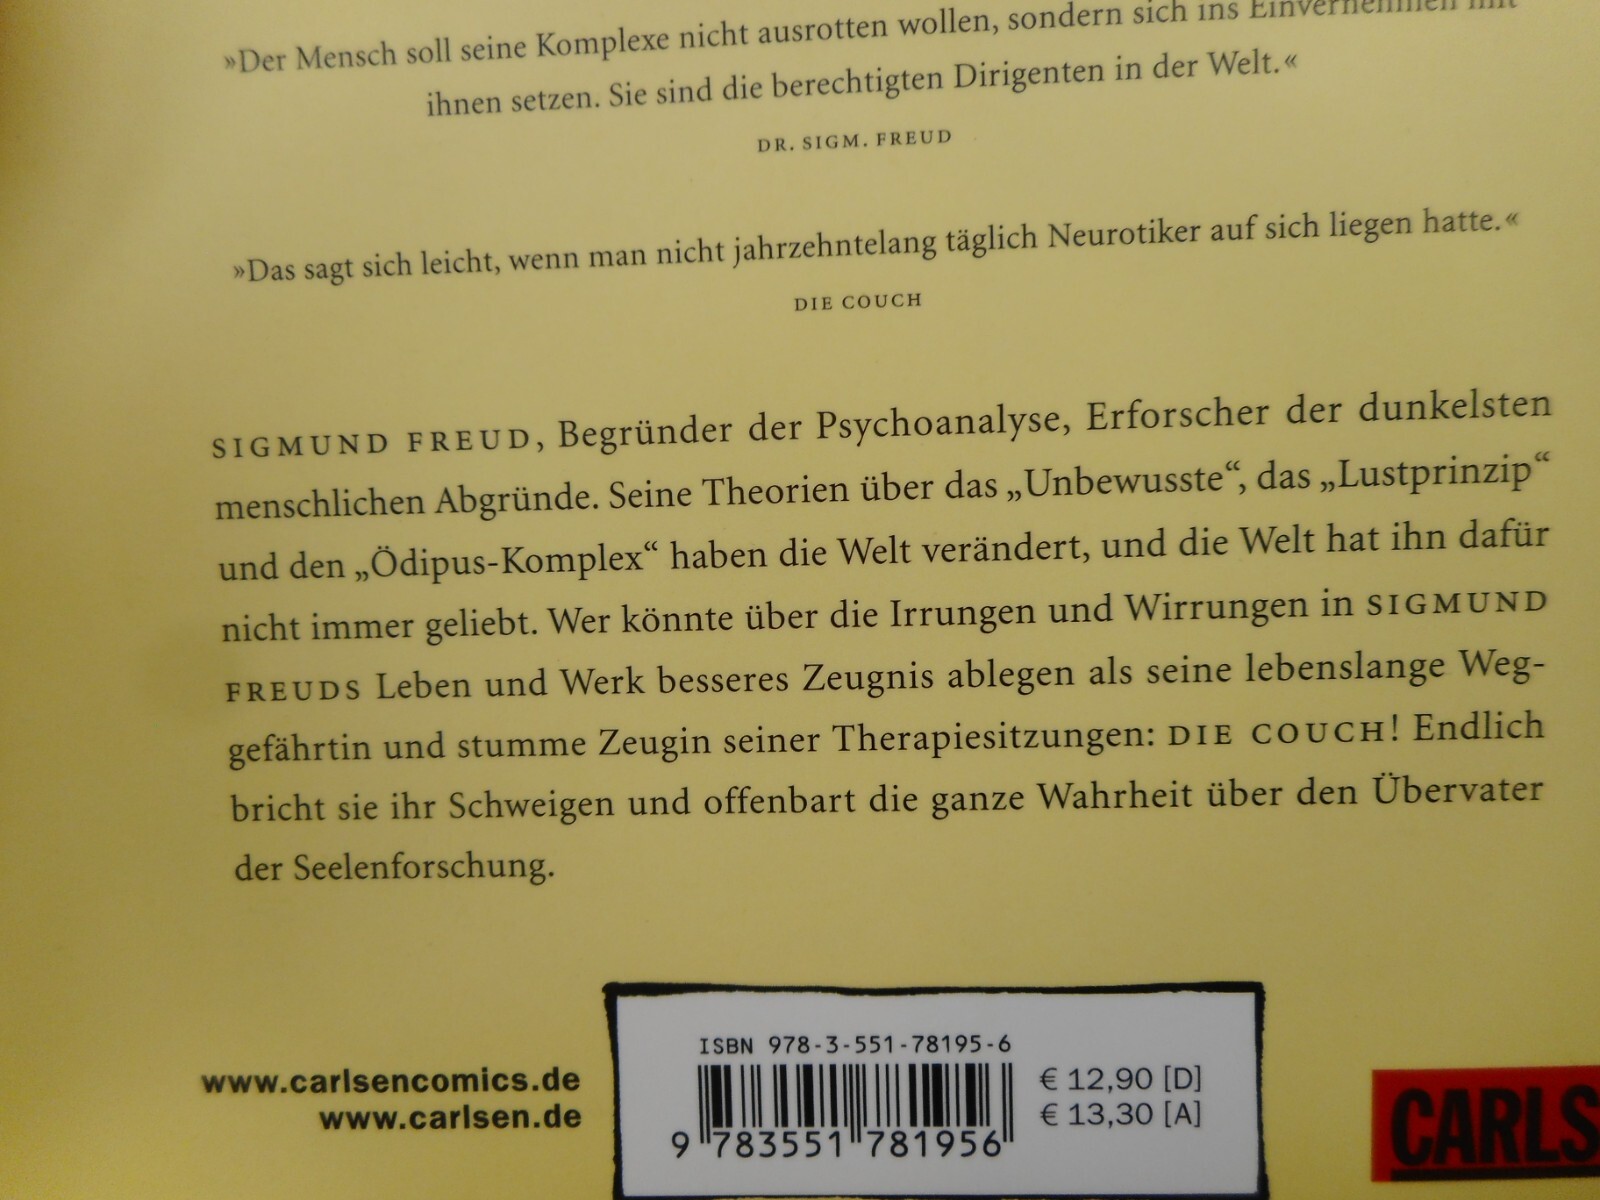 »Der Mensch soll seine Komplexe nicht ausrotten wollen, sondern sich ins Einvernehmen mit
ihnen setzen. Sie sind die berechtigten Dirigenten in der Welt.«
DR. SIGM. FREUD
»Das sagt sich leicht, wenn man nicht jahrzehntelang täglich Neurotiker auf sich liegen hatte.«
DIE COUCH
SIGMUND FREUD, Begründer der Psychoanalyse, Erforscher der dunkelsten
menschlichen Abgründe. Seine Theorien über das „Unbewusste“, das „Lustprinzip“
und den „Ödipus-Komplex“ haben die Welt verändert, und die Welt hat ihn dafür
nicht immer geliebt. Wer könnte über die Irrungen und Wirrungen in SIGMUND
FREUDS Leben und Werk besseres Zeugnis ablegen als seine lebenslange Weg-
gefährtin und stumme Zeugin seiner Therapiesitzungen: DIE COUCH! Endlich
bricht sie ihr Schweigen und offenbart die ganze Wahrheit über den Übervater
der Seelenforschung.
www.carlsencomics.de
www.carlsen.de
ISBN 978-3-551-78195-6
9 783551 781956
€ 12,90 [D]
€ 13,30 [A]
CARLS